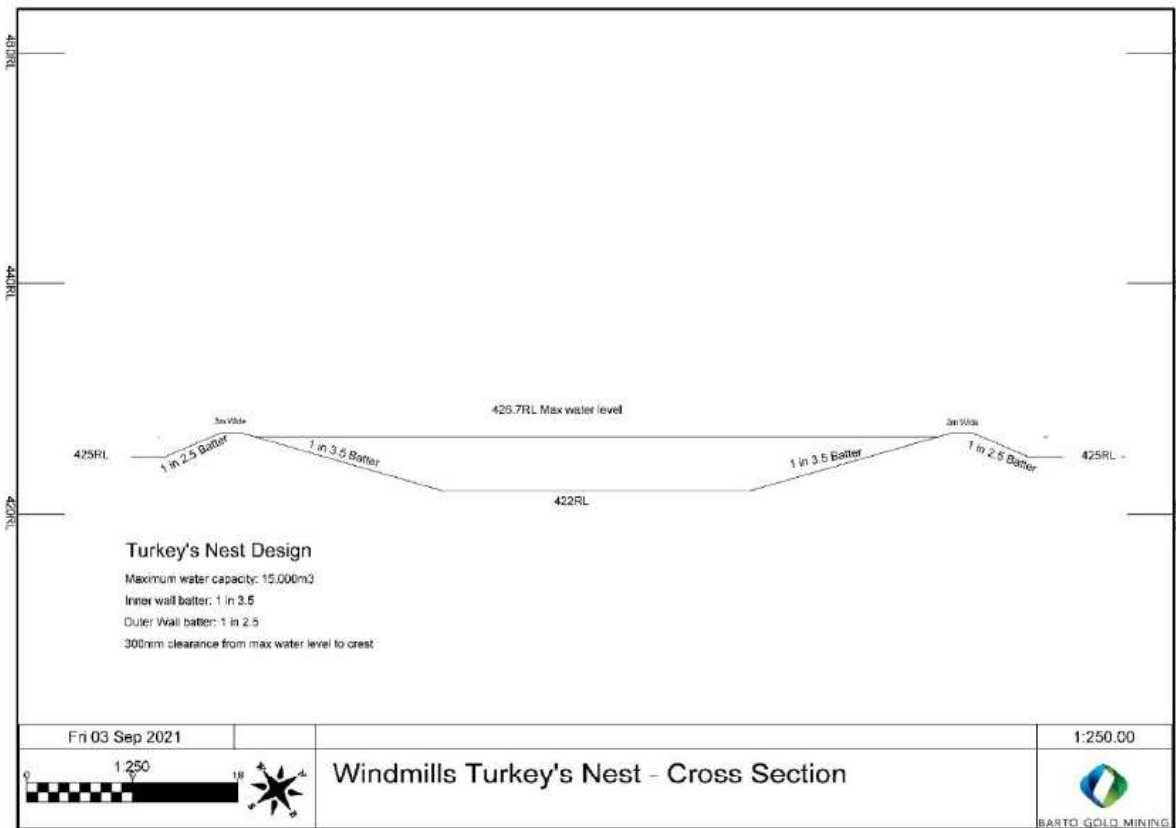 480RL
440RL
426.7RL Max water level
3m Wide
3m Wide
425RL
1 in 2.5 Batter
1 in 3.5 Batter
1 in 3.5 Batter
1 in 2.5 Batter
425RL
422RL
420RL
Turkey's Nest Design
Maximum water capacity: 15,000m3
Inner wall batter: 1 in 3.5
Outer Wall batter: 1 in 2.5
300mm clearance from max water level to crest
Fri 03 Sep 2021
1:250.00
1:250
0
18
Windmills Turkey's Nest - Cross Section
BARTO GOLD MINING